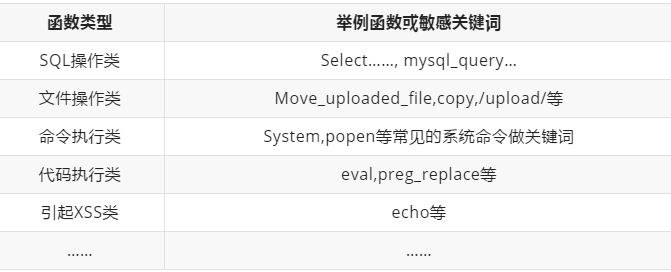 函数类型 举例函数或敏感关键词
SQL操作类 Select……, mysql_query…
文件操作类 Move_uploaded_file,copy,/upload/等
命令执行类 System,popen等常见的系统命令做关键词
代码执行类 eval,preg_replace等
引起XSS类 echo等
…… ……